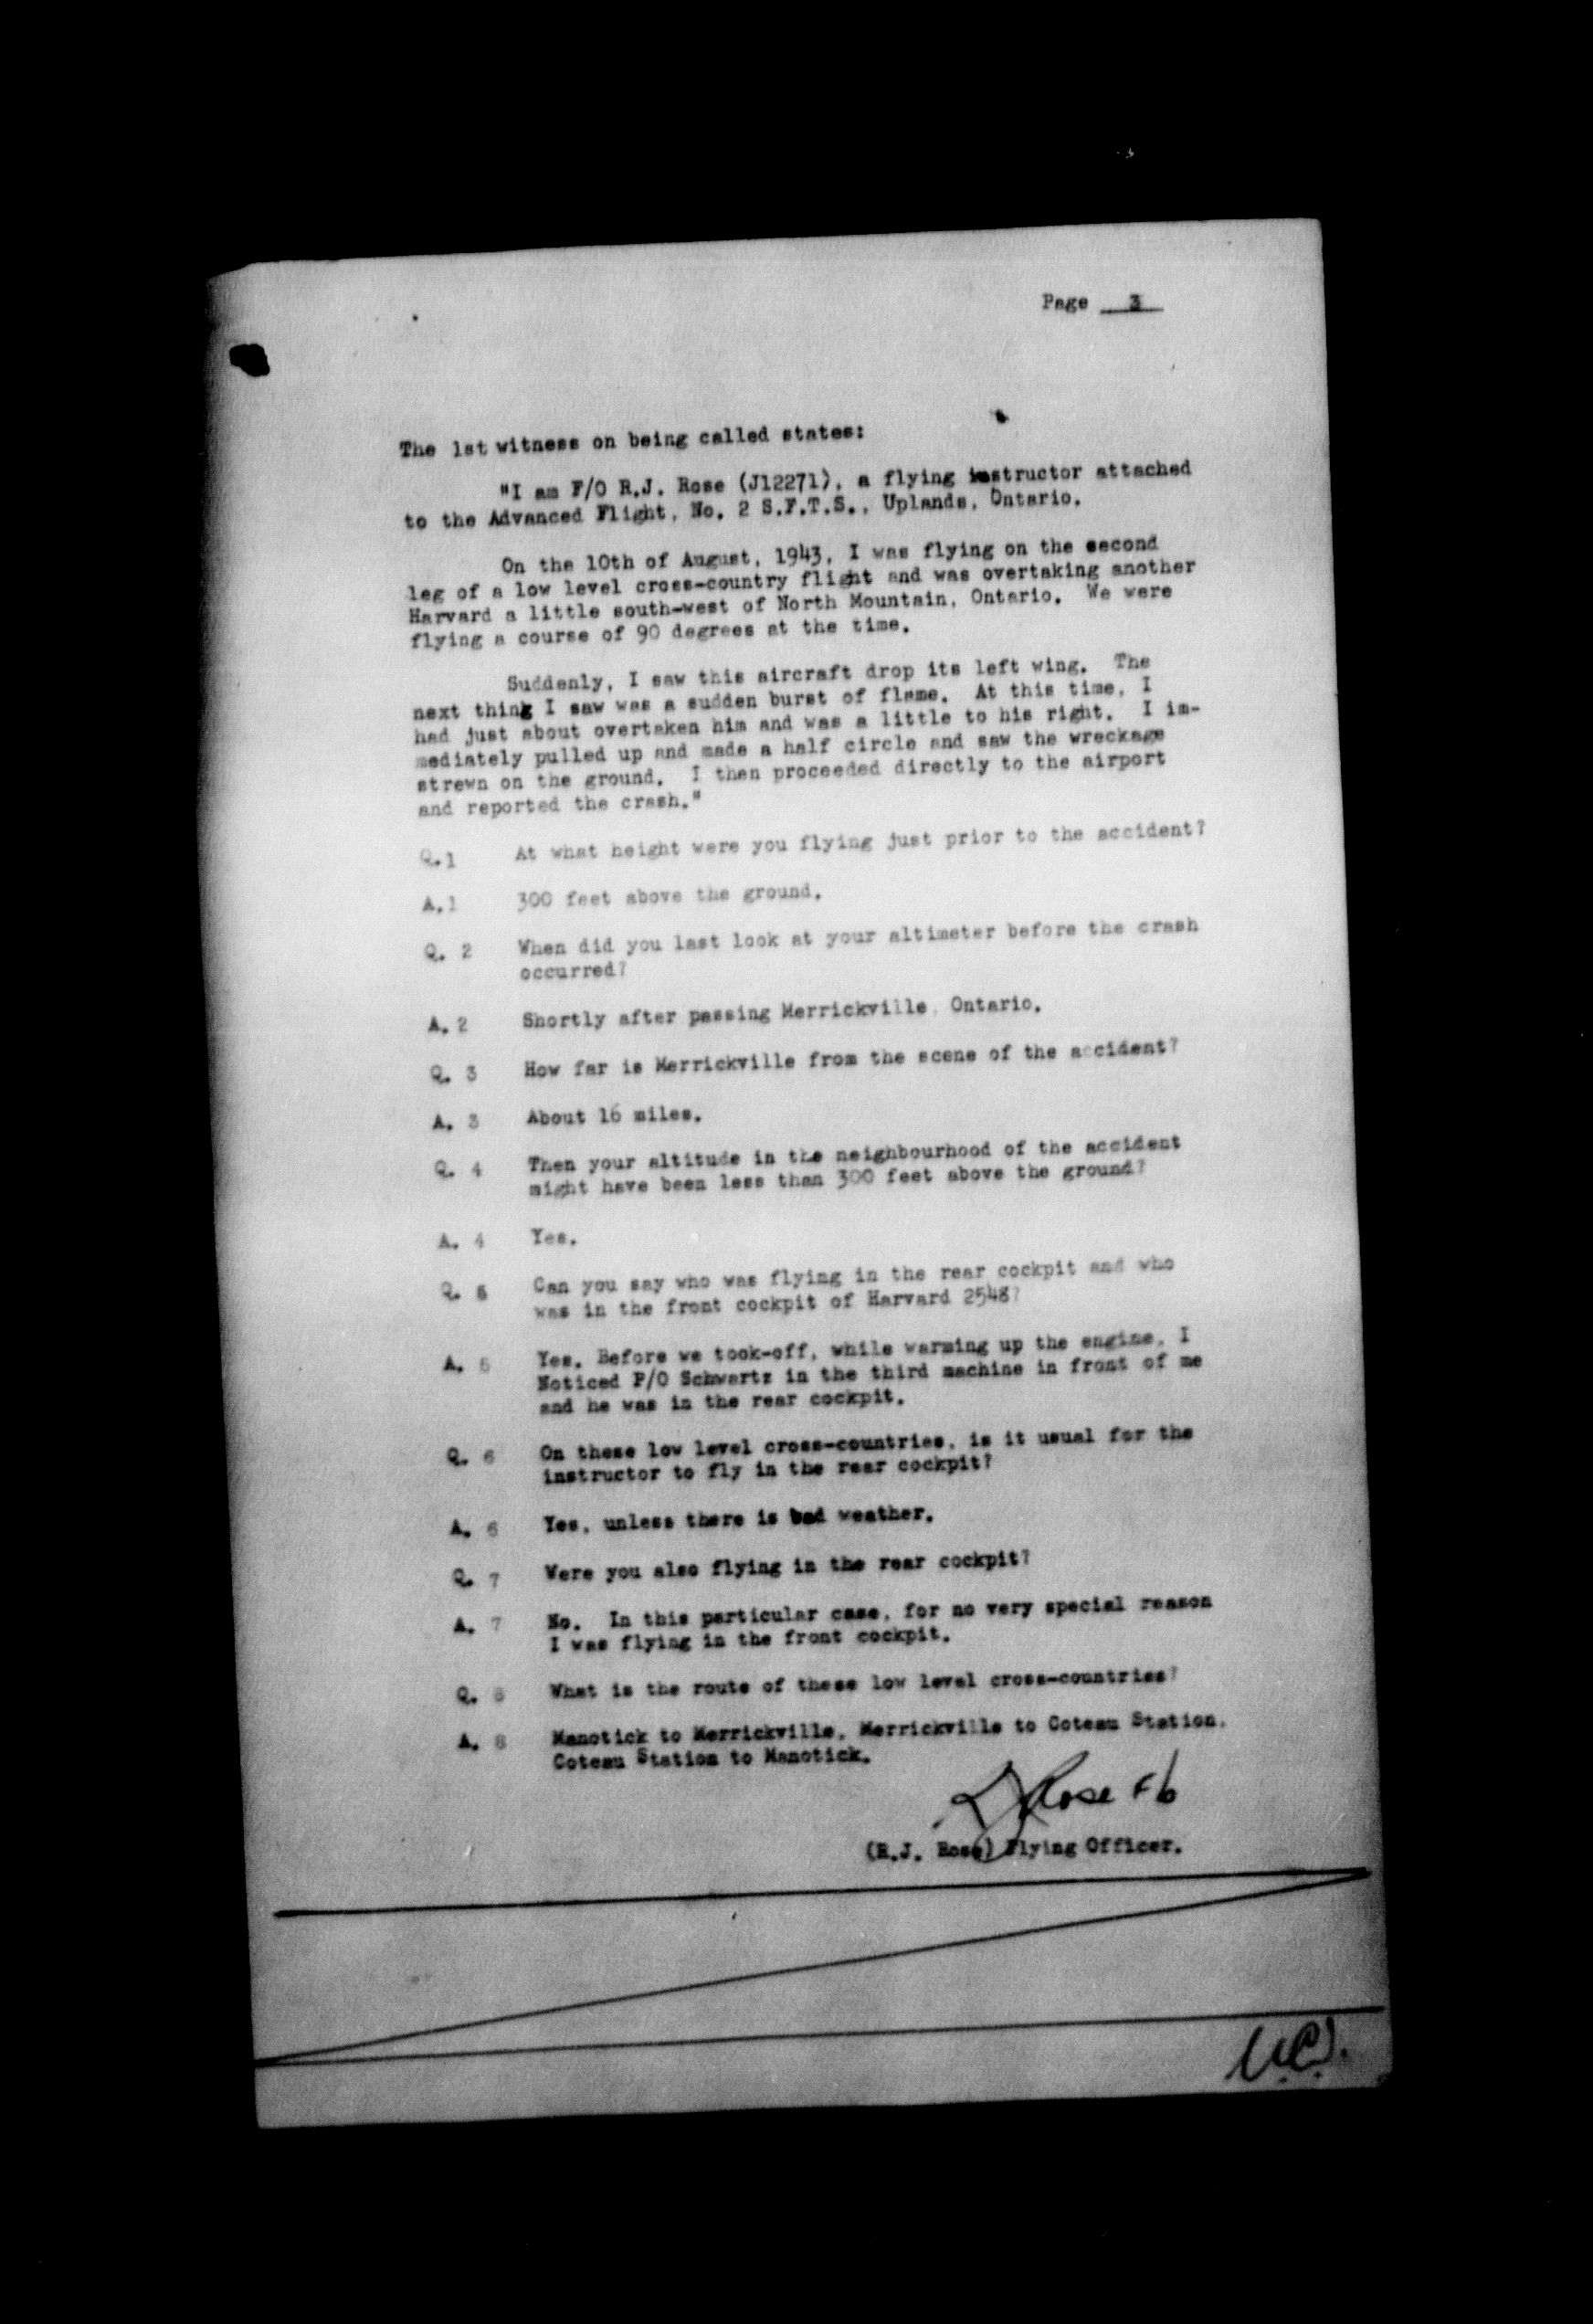 Page 3
The 1st witness on being called states:
"I am F/O R.J. Rose (J12271), a flying instructor attached
to the Advanced Flight, No. 2 S.F.T.S., Uplands, Ontario.
On the 10th of August, 1943, I was flying on the second
leg of a low level cross-country flight and was overtaking another
Harvard a little south-west of North Mountain, Ontario. We were
flying a course of 90 degrees at the time.
Suddenly, I saw this aircraft drop its left wing. The
next thing I saw was a sudden burst of flame. At this time, I
had just about overtaken him and was a little to his right. I im-
mediately pulled up and made a half circle and saw the wreckage
strewn on the ground. I then proceeded directly to the airport
and reported the crash."
Q.1 At what height were you flying just prior to the accident?
A.1 300 feet above the ground.
Q. 2 When did you last look at your altimeter before the crash
occurred?
A. 2 Shortly after passing Merrickville, Ontario.
Q. 3 How far is Merrickville from the scene of the accident?
A. 3 About 16 miles.
Q. 4 Then your altitude in the neighbourhood of the accident
might have been less than 300 feet above the ground?
A. 4 Yes.
Q. 5 Can you say who was flying in the rear cockpit and who
was in the front cockpit of Harvard 2548?
A. 5 Yes. Before we took-off, while warming up the engine, I
Noticed P/O Schwartz in the third machine in front of me
and he was in the rear cockpit.
Q. 6 On these low level cross-countries, is it usual for the
instructor to fly in the rear cockpit?
A. 6 Yes, unless there is bad weather.
Q. 7 Were you also flying in the rear cockpit?
A. 7 No. In this particular case, for no very special reason
I was flying in the front cockpit.
Q. 8 What is the route of these low level cross-countries?
A. 8 Manotick to Merrickville, Merrickville to Coteau Station,
Coteau Station to Manotick.
RJRose F/O
(R.J. Rose) Flying Officer.